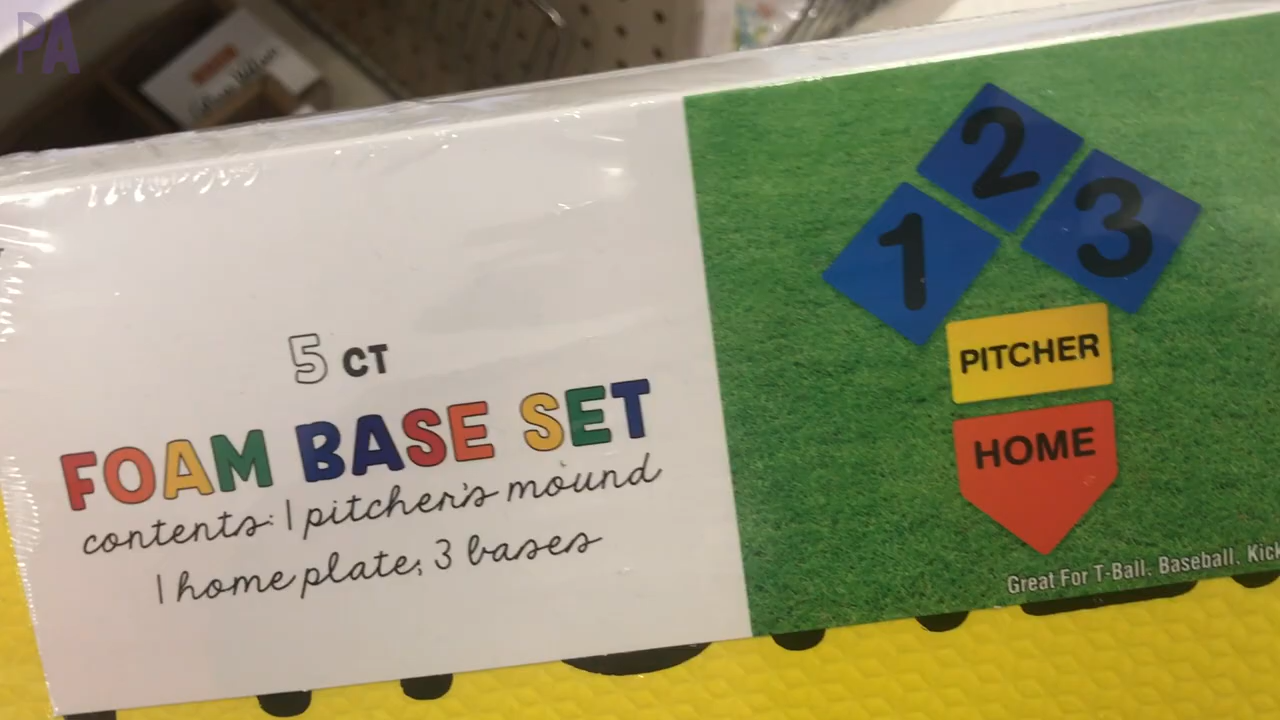 PA
5 CT
FOAM BASE SET
contents: 1 pitcher's mound
1 home plate, 3 bases
2
1
3
PITCHER
HOME
Great For T-Ball, Baseball, Kick